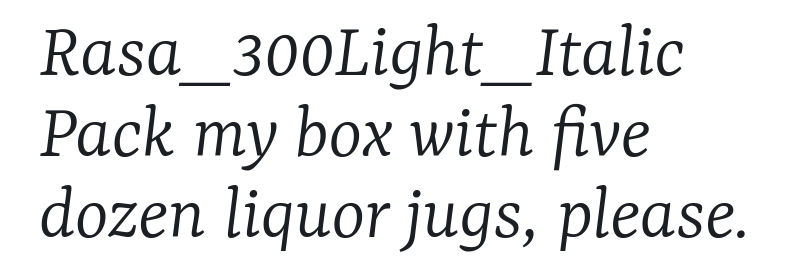 Rasa_300Light_Italic
Pack my box with five
dozen liquor jugs, please.